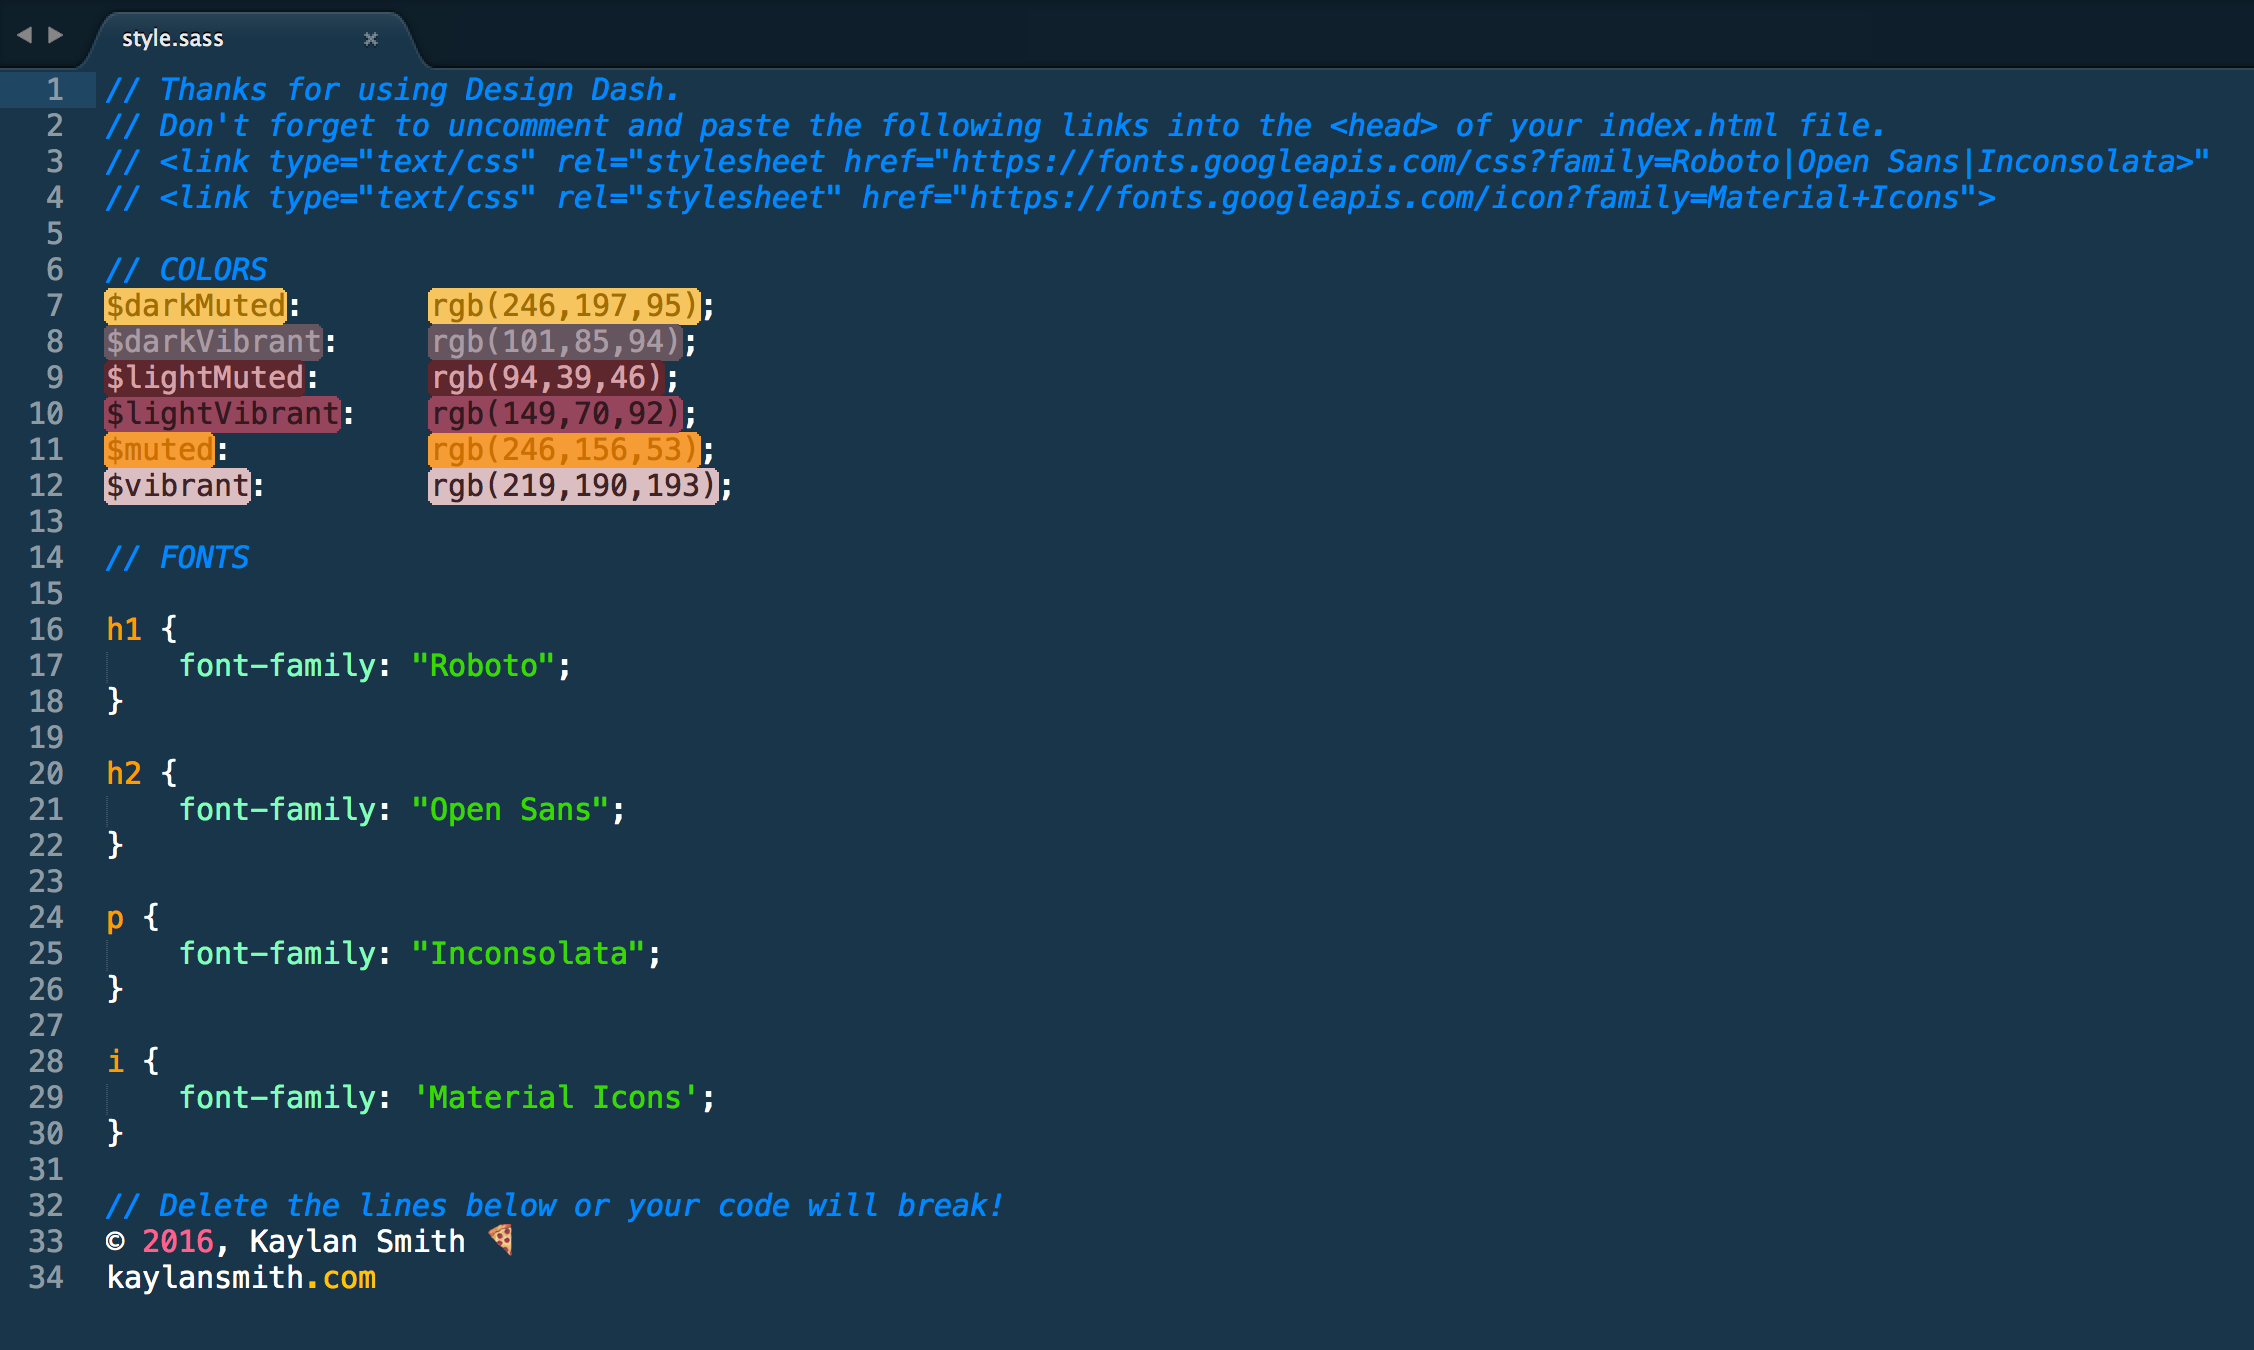 style.sass
1 // Thanks for using Design Dash.
2 // Don't forget to uncomment and paste the following links into the <head> of your index.html file.
3 // <link type="text/css" rel="stylesheet href="https://fonts.googleapis.com/css?family=Roboto|Open Sans|Inconsolata>"
4 // <link type="text/css" rel="stylesheet" href="https://fonts.googleapis.com/icon?family=Material+Icons">
5
6 // COLORS
7 $darkMuted: rgb(246,197,95);
8 $darkVibrant: rgb(101,85,94);
9 $lightMuted: rgb(94,39,46);
10 $lightVibrant: rgb(149,70,92);
11 $muted: rgb(246,156,53);
12 $vibrant: rgb(219,190,193);
13
14 // FONTS
15
16 h1 {
17 font-family: "Roboto";
18 }
19
20 h2 {
21 font-family: "Open Sans";
22 }
23
24 p {
25 font-family: "Inconsolata";
26 }
27
28 i {
29 font-family: 'Material Icons';
30 }
31
32 // Delete the lines below or your code will break!
33 © 2016, Kaylan Smith 🍕
34 kaylansmith.com